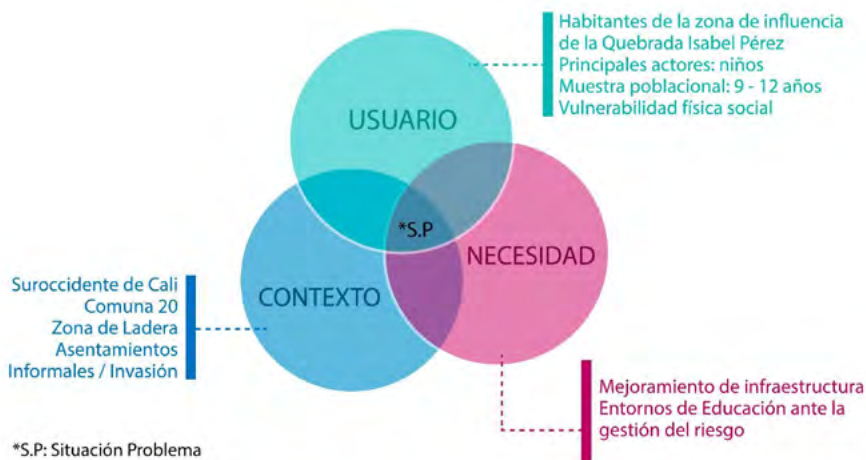 Habitantes de la zona de influencia
de la Quebrada Isabel Pérez
Principales actores: niños
Muestra poblacional: 9 - 12 años
Vulnerabilidad física social
USUARIO
*S.P
NECESIDAD
CONTEXTO
Suroccidente de Cali
Comuna 20
Zona de Ladera
Asentamientos
Informales / Invasión
Mejoramiento de infraestructura
Entornos de Educación ante la
gestión del riesgo
*S.P: Situación Problema